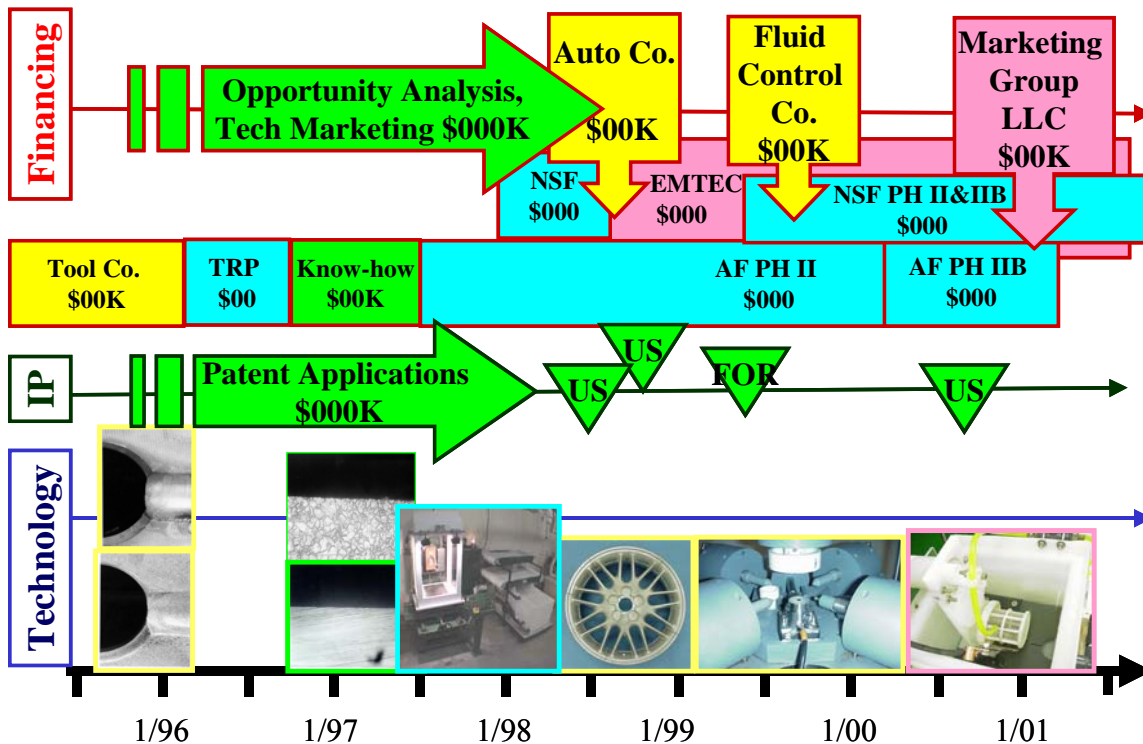 Financing
Opportunity Analysis,
Tech Marketing $000K
Auto Co.
$00K
Fluid
Control
Co.
$00K
Marketing
Group
LLC
$00K
NSF
$000
EMTEC
$000
NSF PH II&IIB
$000
Tool Co.
$00K
TRP
$00
Know-how
$00K
AF PH II
$000
AF PH IIB
$000
IP
Patent Applications
$000K
US
US
FOR
US
Technology
1/96
1/97
1/98
1/99
1/00
1/01